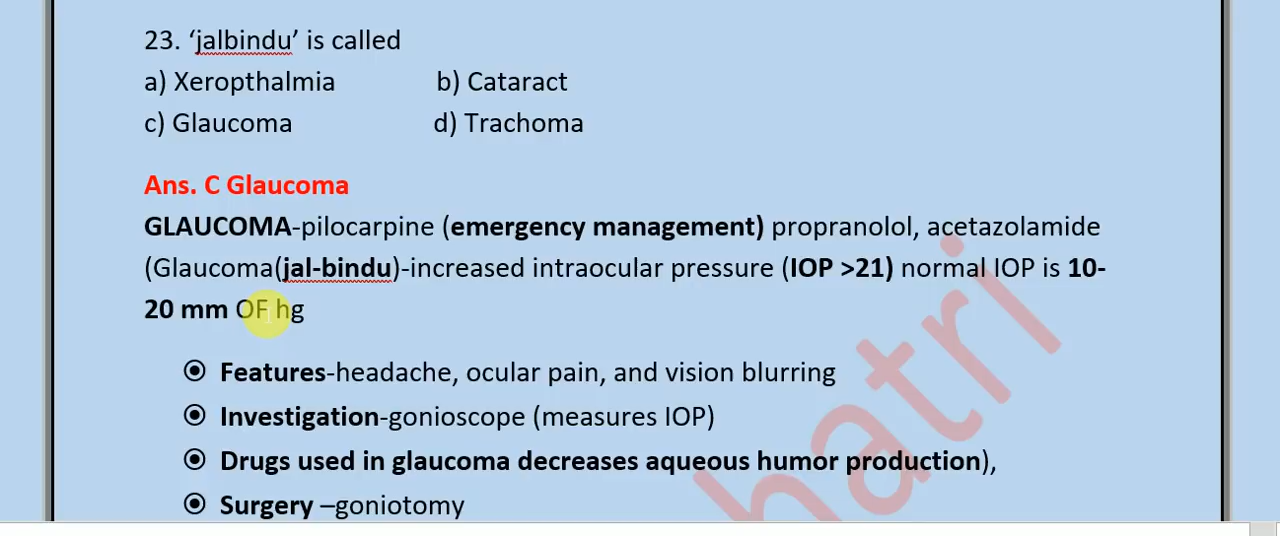 23. ‘jalbindu’ is called
a) Xeropthalmia b) Cataract
c) Glaucoma d) Trachoma
Ans. C Glaucoma
GLAUCOMA-pilocarpine (emergency management) propranolol, acetazolamide
(Glaucoma(jal-bindu)-increased intraocular pressure (IOP >21) normal IOP is 10-
20 mm OF hg
Features-headache, ocular pain, and vision blurring
Investigation-gonioscope (measures IOP)
Drugs used in glaucoma decreases aqueous humor production),
Surgery –goniotomy
hatri